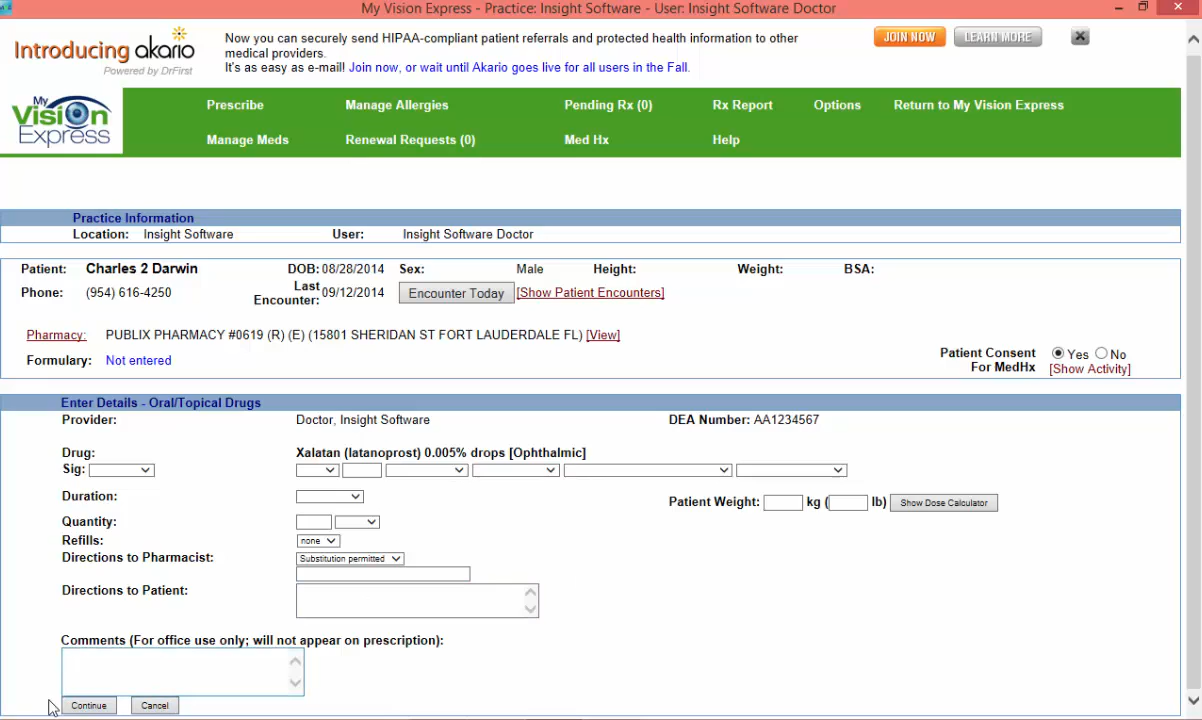 My Vision Express - Practice: Insight Software - User: Insight Software Doctor
Introducing akario
Powered by DrFirst
Now you can securely send HIPAA-compliant patient referrals and protected health information to other
medical providers.
It's as easy as e-mail! Join now, or wait until Akario goes live for all users in the Fall.
JOIN NOW LEARN MORE
My
Vision
Express
Prescribe Manage Allergies Pending Rx (0) Rx Report Options Return to My Vision Express
Manage Meds Renewal Requests (0) Med Hx Help
Practice Information
Location: Insight Software User: Insight Software Doctor
Patient: Charles 2 Darwin DOB: 08/28/2014 Sex: Male Height: Weight: BSA:
Phone: (954) 616-4250 Last Encounter: 09/12/2014 Encounter Today [Show Patient Encounters]
Pharmacy: PUBLIX PHARMACY #0619 (R) (E) (15801 SHERIDAN ST FORT LAUDERDALE FL) [View]
Formulary: Not entered
Patient Consent For MedHx Yes No
[Show Activity]
Enter Details - Oral/Topical Drugs
Provider: Doctor, Insight Software DEA Number: AA1234567
Drug: Xalatan (latanoprost) 0.005% drops [Ophthalmic]
Sig:
Duration: Patient Weight: kg ( lb) Show Dose Calculator
Quantity:
Refills: none
Directions to Pharmacist: Substitution permitted
Directions to Patient:
Comments (For office use only; will not appear on prescription):
Continue Cancel